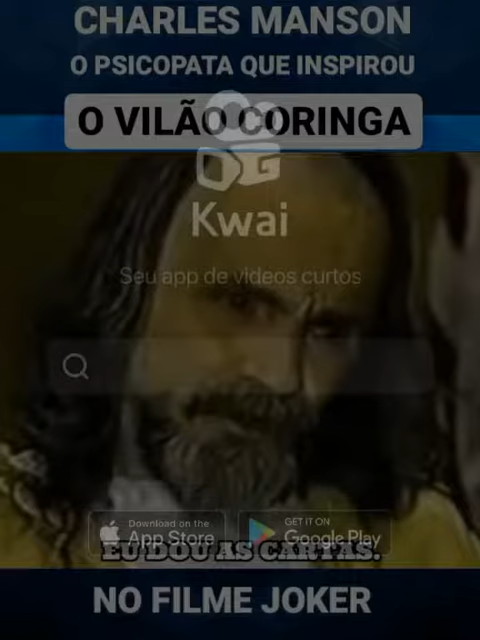 CHARLES MANSON
O PSICOPATA QUE INSPIROU
O VILÃO CORINGA
Kwai
Seu app de videos curtos
Download on the
App Store
GET IT ON
Google Play
EU DOU AS CARTAS.
NO FILME JOKER